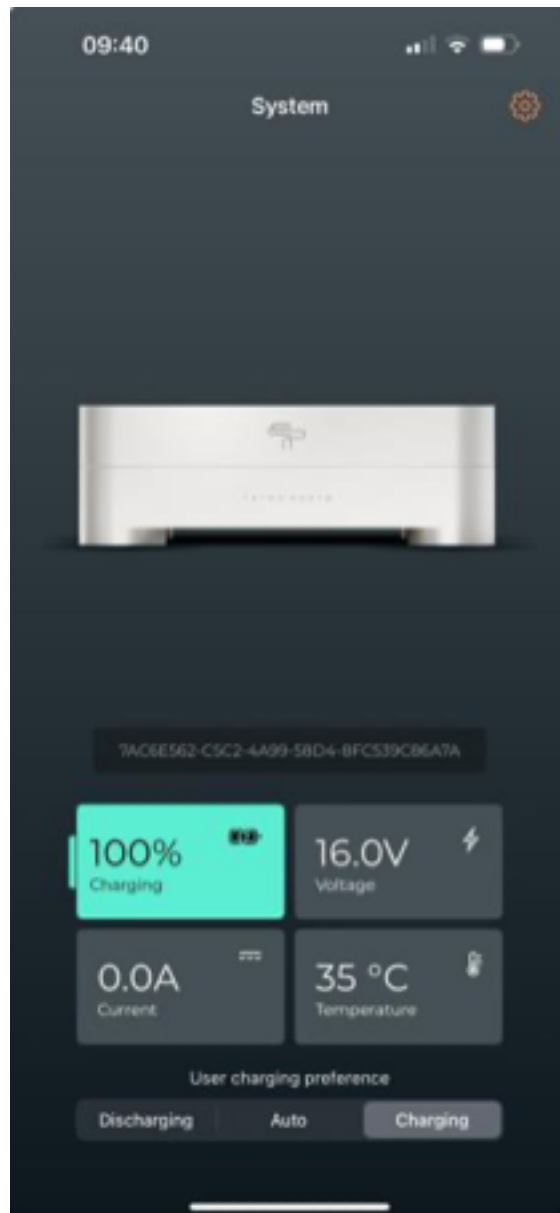 09:40
System
100%
Charging
16.0V
Voltage
0.0A
Current
35 °C
Temperature
User charging preference
Discharging
Auto
Charging